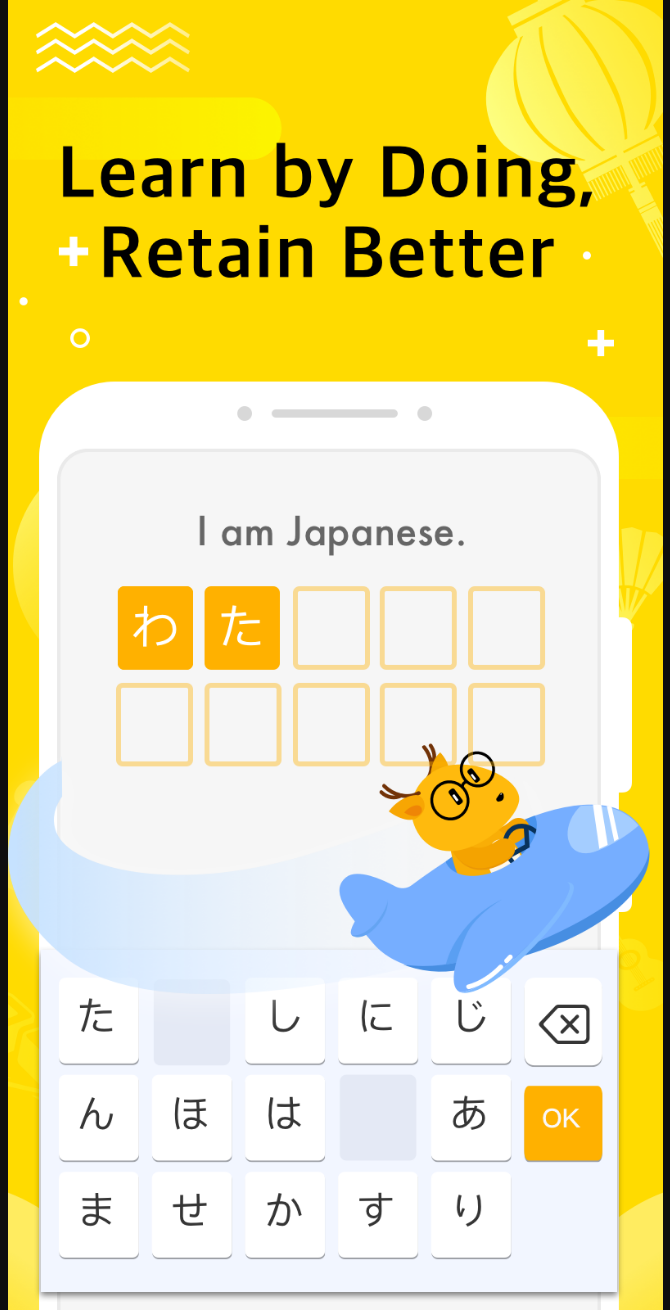 Learn by Doing,
Retain Better
I am Japanese.
わ た
た し に じ
ん ほ は あ OK
ま せ か す り